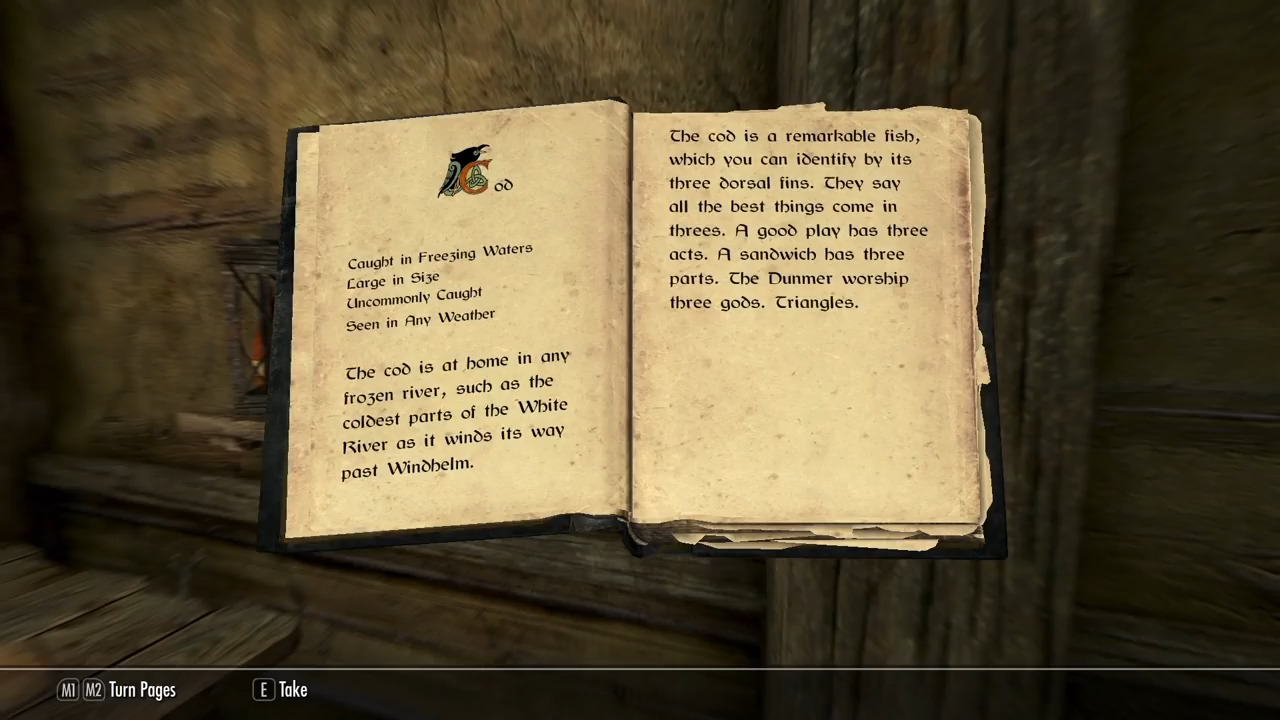 Cod
Caught in Freezing Waters
Large in Size
Uncommonly Caught
Seen in Any Weather
The cod is at home in any
frozen river, such as the
coldest parts of the White
River as it winds its way
past Windhelm.
The cod is a remarkable fish,
which you can identify by its
three dorsal fins. They say
all the best things come in
threes. A good play has three
acts. A sandwich has three
parts. The Dunmer worship
three gods. Triangles.
M1 M2 Turn Pages
E Take